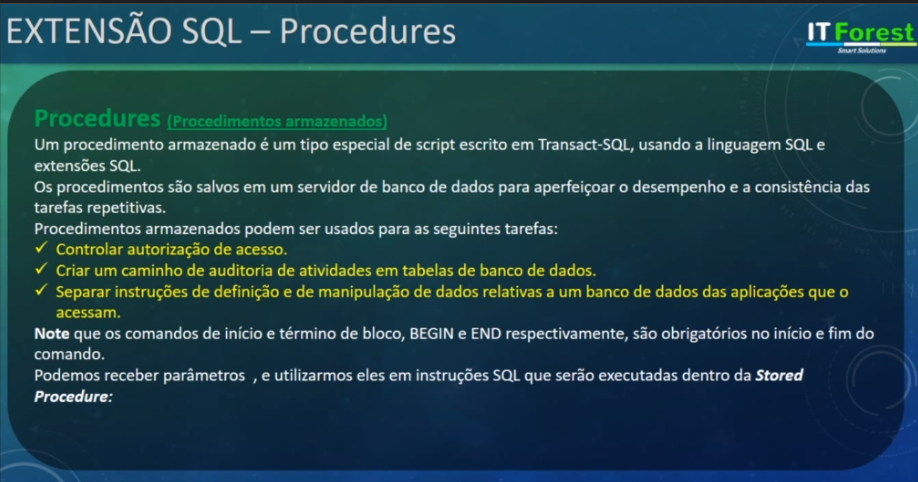 EXTENSÃO SQL – Procedures
IT Forest
Smart Solutions
Procedures (Procedimentos armazenados)
Um procedimento armazenado é um tipo especial de script escrito em Transact-SQL, usando a linguagem SQL e
extensões SQL.
Os procedimentos são salvos em um servidor de banco de dados para aperfeiçoar o desempenho e a consistência das
tarefas repetitivas.
Procedimentos armazenados podem ser usados para as seguintes tarefas:
✓ Controlar autorização de acesso.
✓ Criar um caminho de auditoria de atividades em tabelas de banco de dados.
✓ Separar instruções de definição e de manipulação de dados relativas a um banco de dados das aplicações que o
acessam.
Note que os comandos de início e término de bloco, BEGIN e END respectivamente, são obrigatórios no início e fim do
comando.
Podemos receber parâmetros , e utilizarmos eles em instruções SQL que serão executadas dentro da Stored
Procedure: